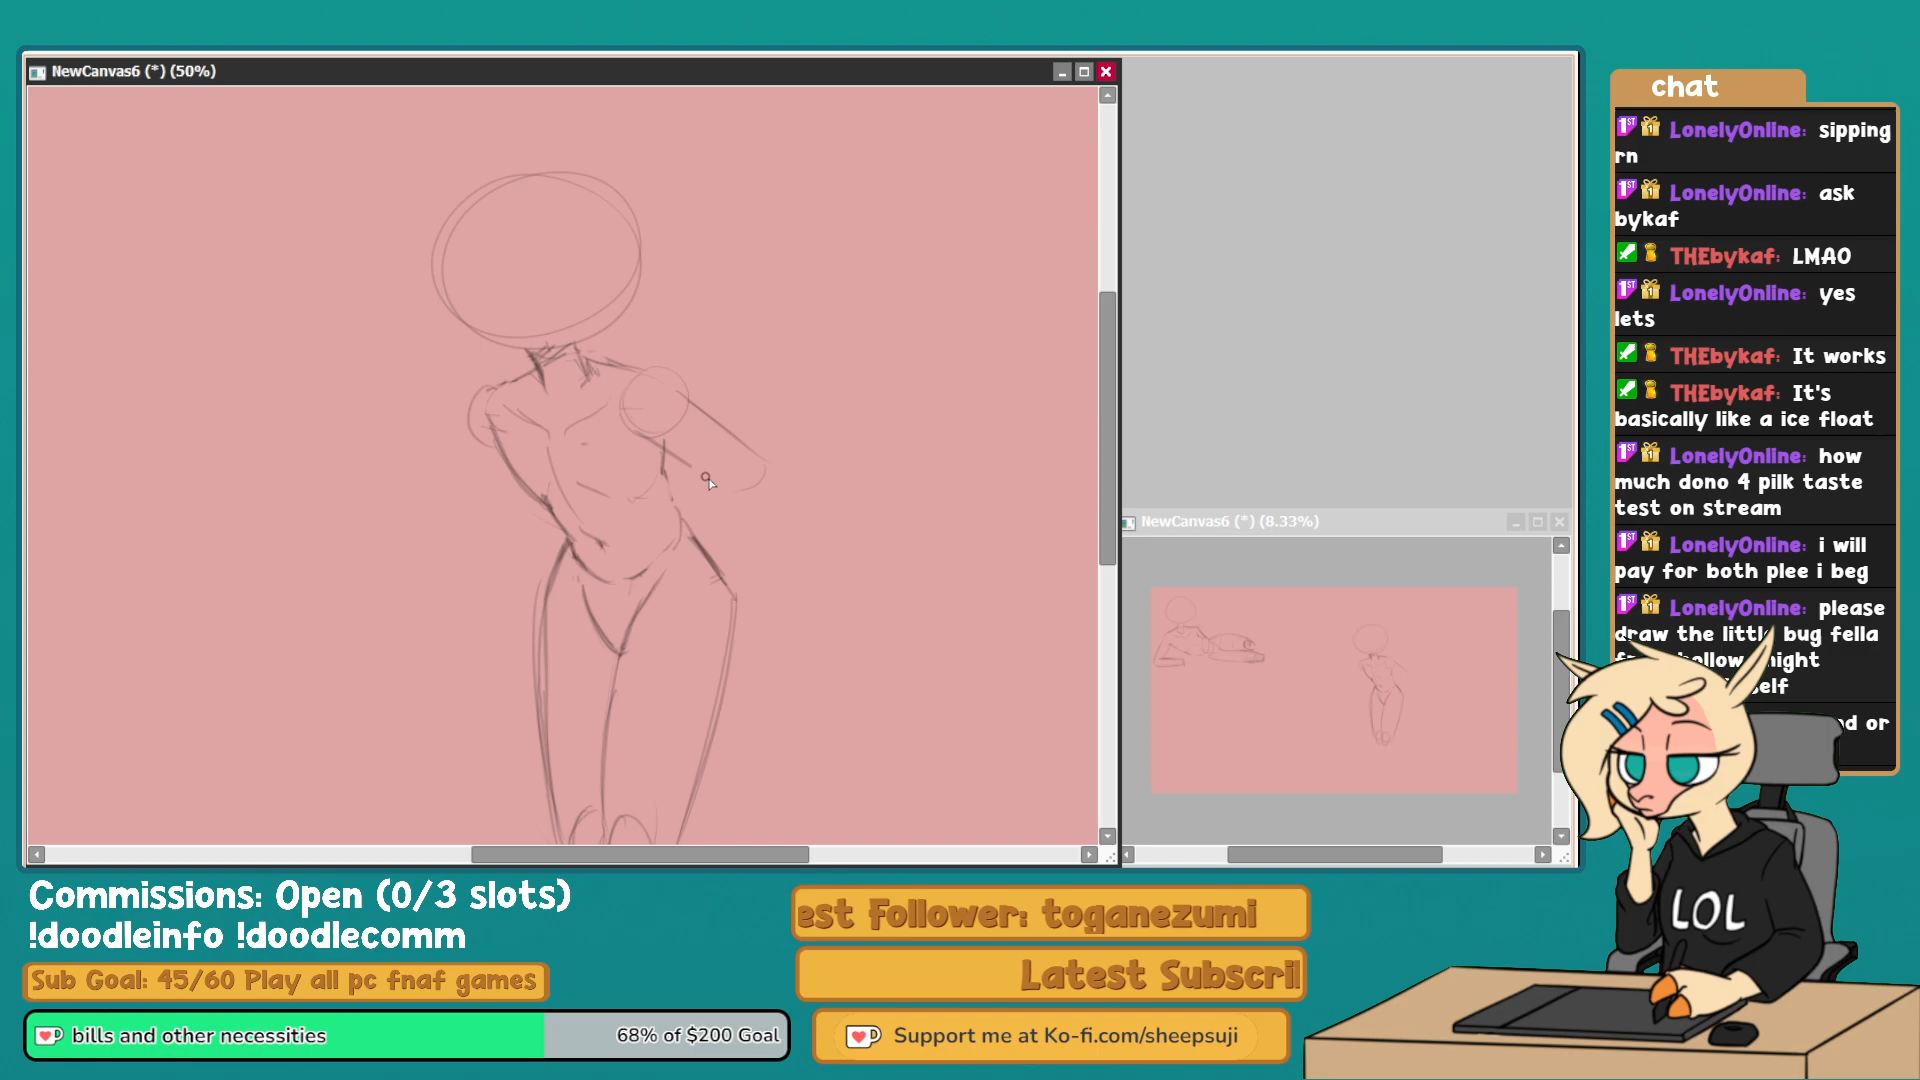 NewCanvas6 (*) (50%)
chat
LonelyOnline: sipping
rn
LonelyOnline: ask
bykaf
THEbykaf: LMAO
LonelyOnline: yes
lets
THEbykaf: It works
THEbykaf: It's
basically like a ice float
LonelyOnline: how
much dono 4 pilk taste
test on stream
LonelyOnline: i will
pay for both plee i beg
LonelyOnline: please
draw the little bug fella
or
NewCanvas6 (*) (8.33%)
LOL
Commissions: Open (0/3 slots)
!doodleinfo !doodlecomm
Sub Goal: 45/60 Play all pc fnaf games
bills and other necessities
68% of $200 Goal
est Follower: toganezumi
Latest Subscri
Support me at Ko-fi.com/sheepsuji